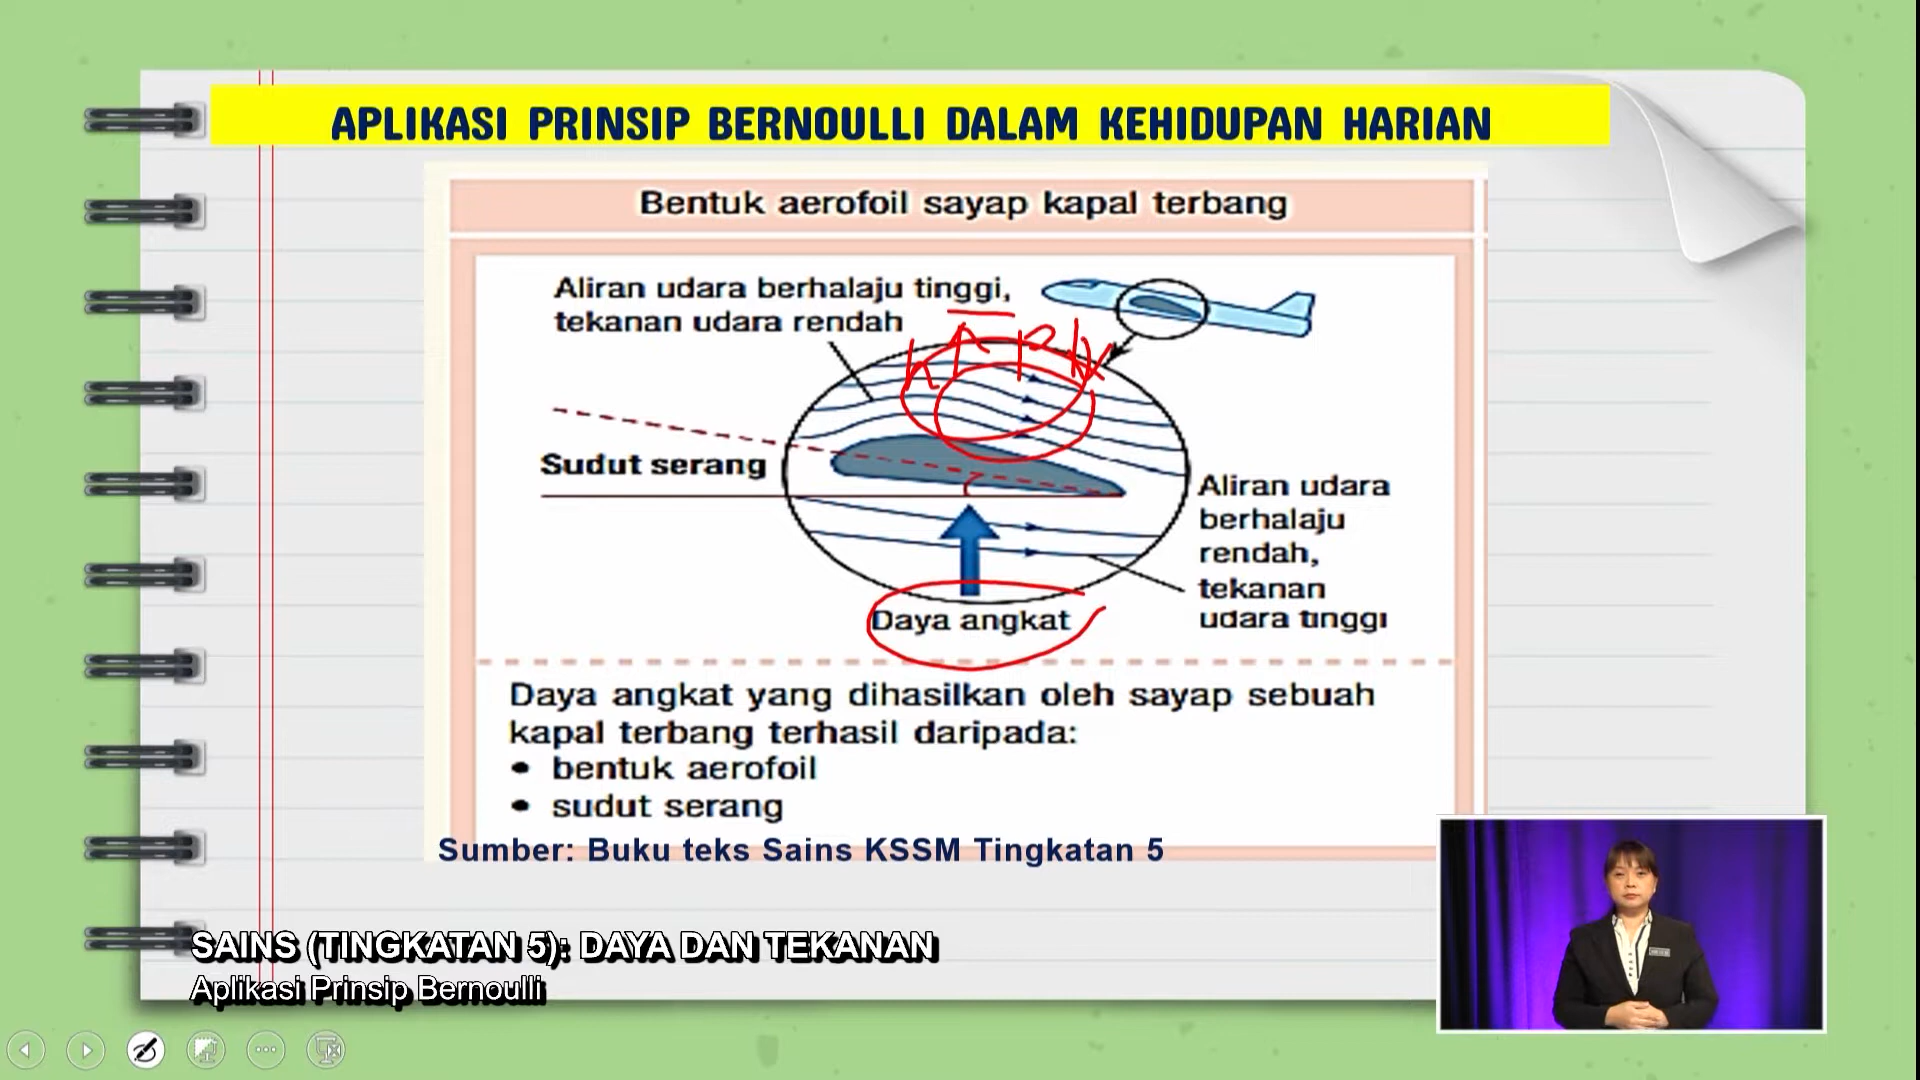 APLIKASI PRINSIP BERNOULLI DALAM KEHIDUPAN HARIAN
Bentuk aerofoil sayap kapal terbang
Aliran udara berhalaju tinggi,
tekanan udara rendah
Sudut serang
Aliran udara
berhalaju
rendah,
tekanan
udara tinggi
Daya angkat
Daya angkat yang dihasilkan oleh sayap sebuah
kapal terbang terhasil daripada:
• bentuk aerofoil
• sudut serang
Sumber: Buku teks Sains KSSM Tingkatan 5
SAINS (TINGKATAN 5): DAYA DAN TEKANAN
Aplikasi Prinsip Bernoulli